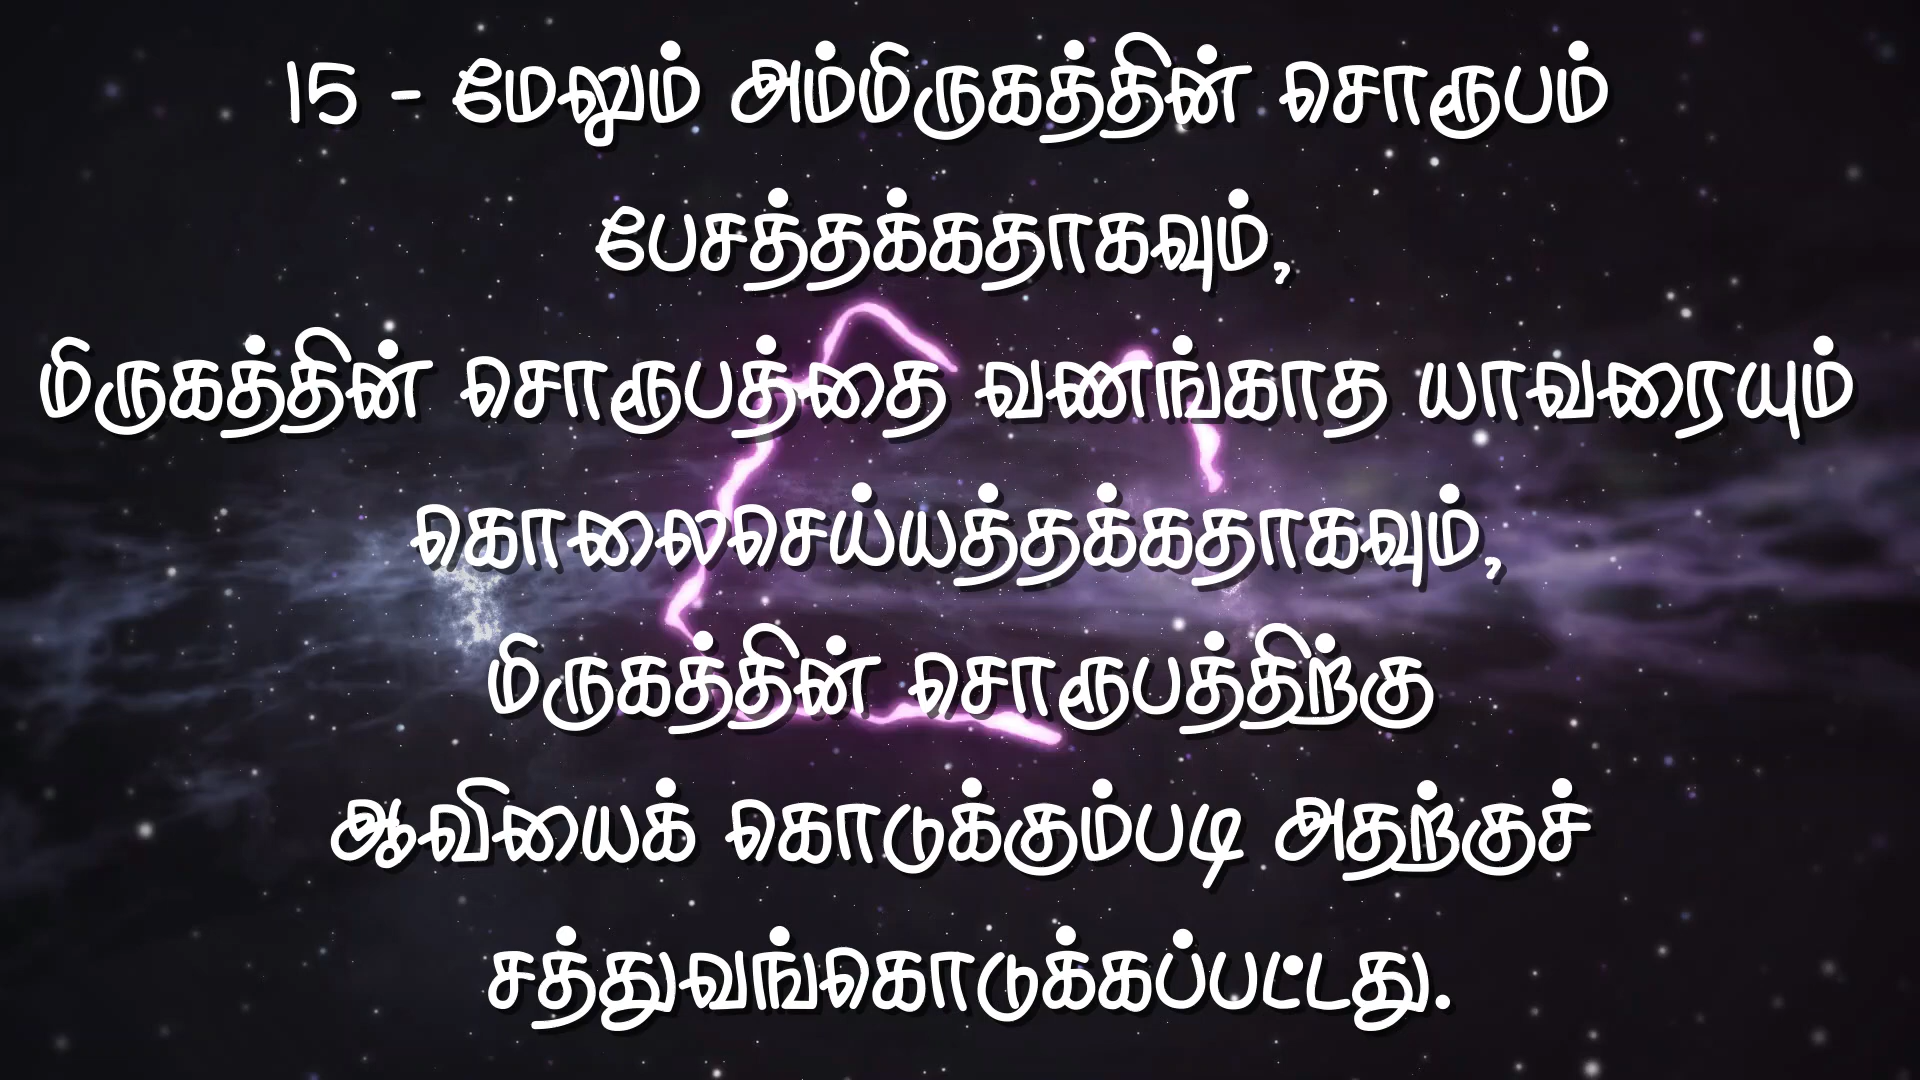 15 - மேலும் அம்மிருகத்தின் சொரூபம்
பேசத்தக்கதாகவும்,
மிருகத்தின் சொரூபத்தை வணங்காத யாவரையும்
கொலைசெய்யத்தக்கதாகவும்,
மிருகத்தின் சொரூபத்திற்கு
ஆவியைக் கொடுக்கும்படி அதற்குச்
சத்துவங்கொடுக்கப்பட்டது.